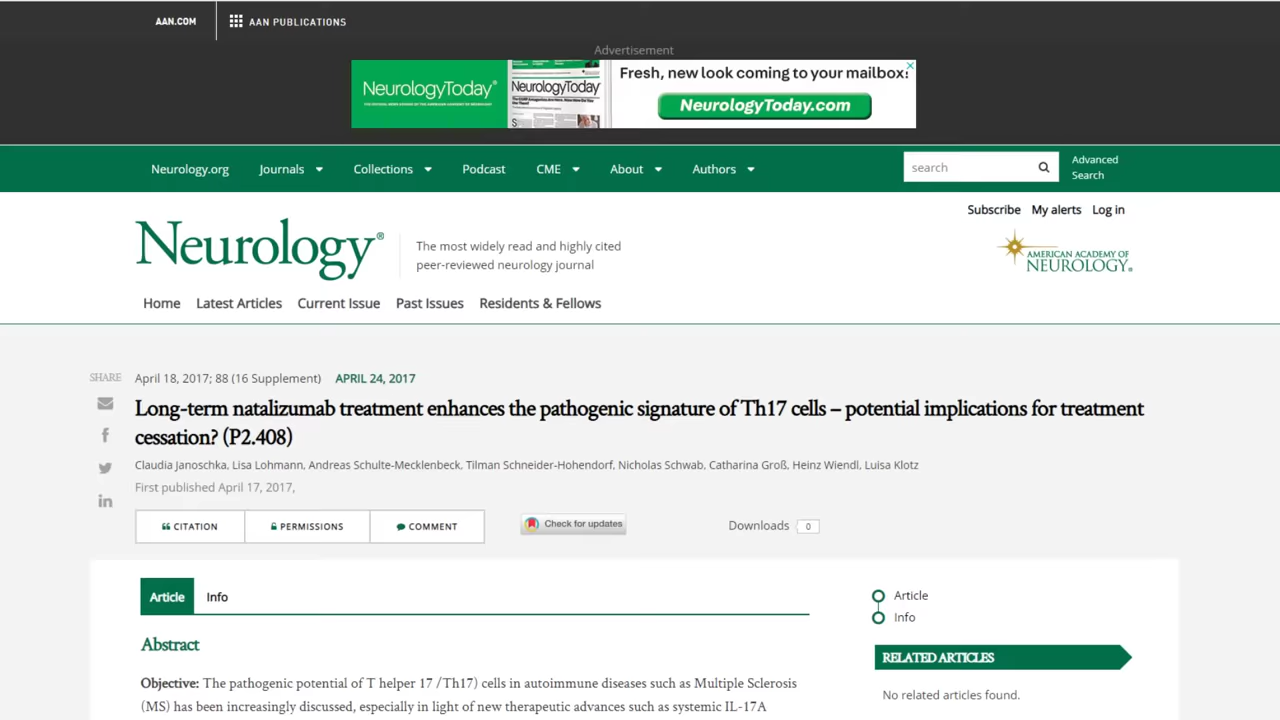 AAN.COM
AAN PUBLICATIONS
Advertisement
NeurologyToday®
NeurologyToday
Fresh, new look coming to your mailbox!
NeurologyToday.com
Neurology.org Journals Collections Podcast CME About Authors
search
Advanced
Search
Subscribe My alerts Log in
Neurology®
The most widely read and highly cited
peer-reviewed neurology journal
AMERICAN ACADEMY OF
NEUROLOGY®
Home Latest Articles Current Issue Past Issues Residents & Fellows
SHARE
April 18, 2017; 88 (16 Supplement) APRIL 24, 2017
Long-term natalizumab treatment enhances the pathogenic signature of Th17 cells – potential implications for treatment
cessation? (P2.408)
Claudia Janoschka, Lisa Lohmann, Andreas Schulte-Mecklenbeck, Tilman Schneider-Hohendorf, Nicholas Schwab, Catharina Groß, Heinz Wiendl, Luisa Klotz
First published April 17, 2017,
CITATION PERMISSIONS COMMENT
Check for updates
Downloads 0
Article Info
Article
Info
Abstract
RELATED ARTICLES
No related articles found.
Objective: The pathogenic potential of T helper 17 /Th17) cells in autoimmune diseases such as Multiple Sclerosis
(MS) has been increasingly discussed, especially in light of new therapeutic advances such as systemic IL-17A